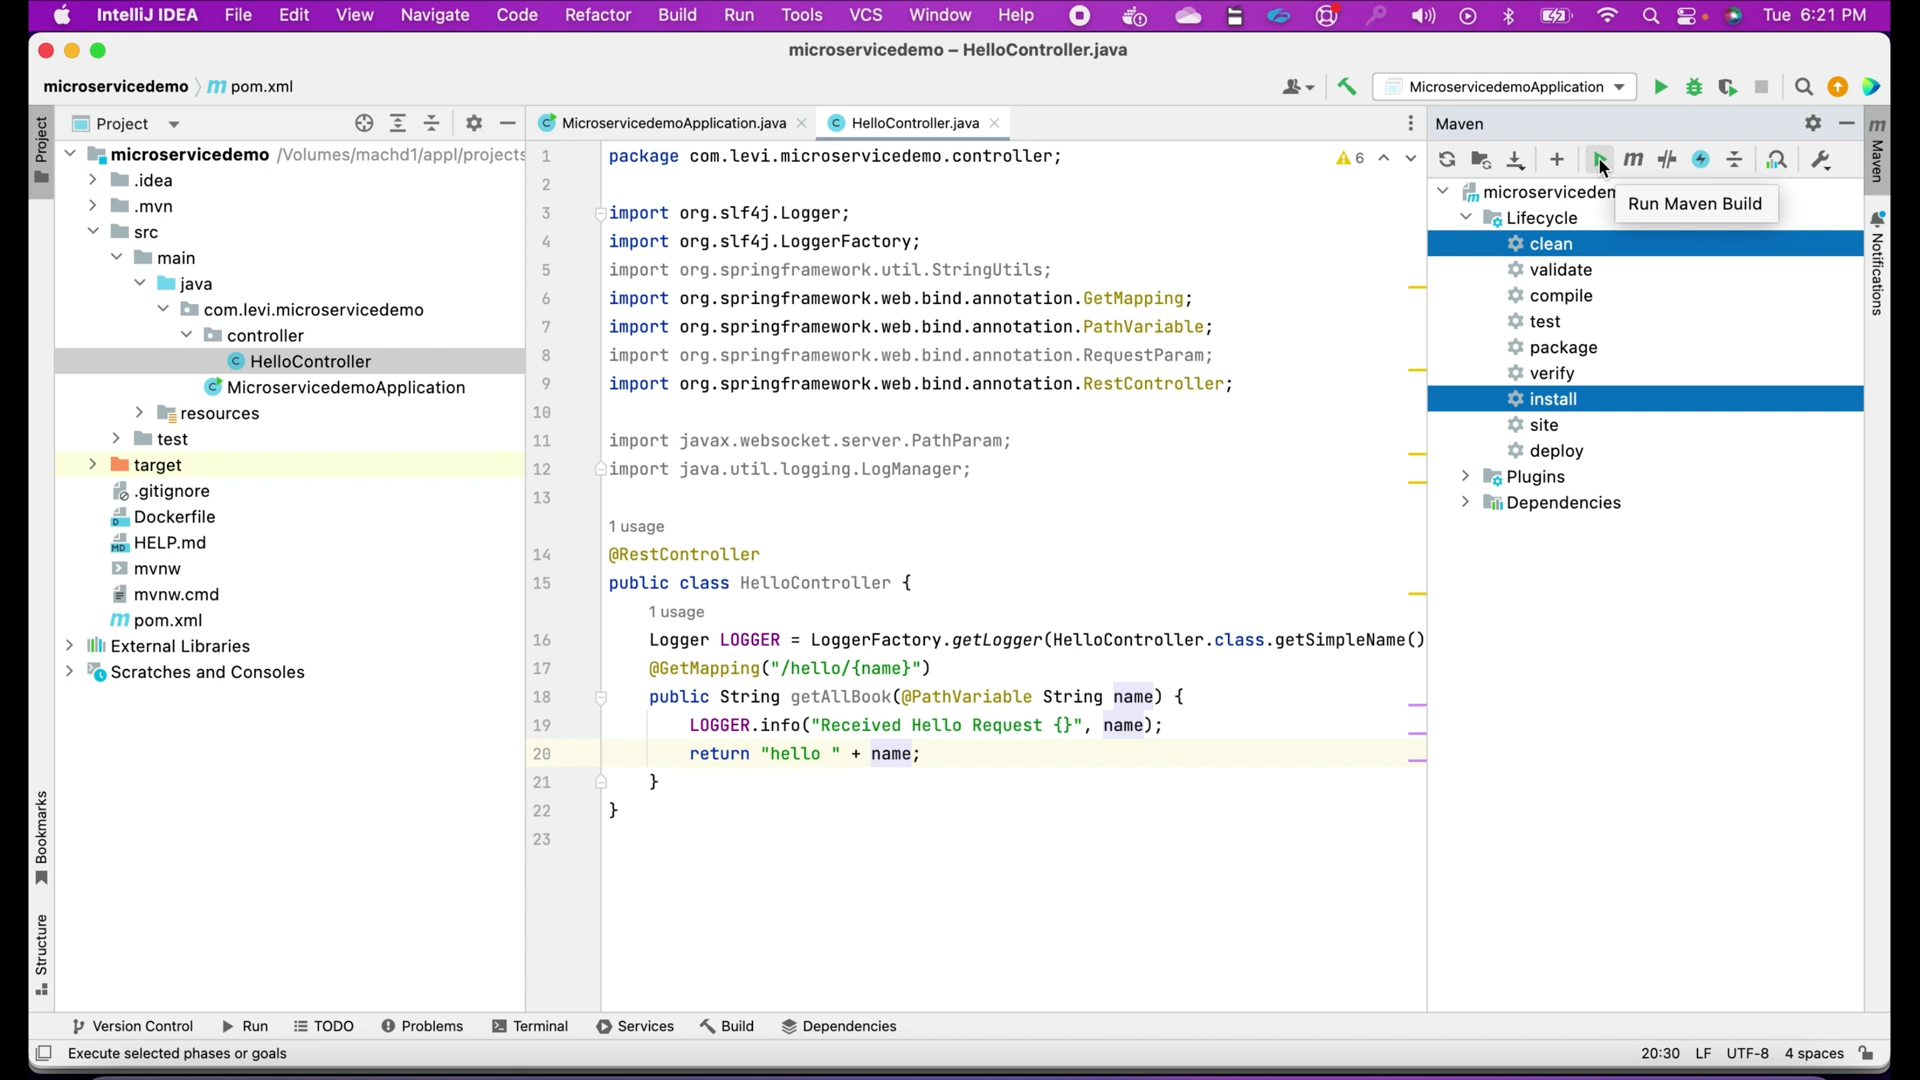 IntelliJ IDEA File Edit View Navigate Code Refactor Build Run Tools VCS Window Help Tue 6:21 PM
microservicedemo – HelloController.java
microservicedemo pom.xml
MicroservicedemoApplication
Project
MicroservicedemoApplication.java
HelloController.java
Maven
Project
microservicedemo /Volumes/machd1/appl/projects
.idea
.mvn
src
main
java
com.levi.microservicedemo
controller
HelloController
MicroservicedemoApplication
resources
test
target
.gitignore
Dockerfile
HELP.md
mvnw
mvnw.cmd
pom.xml
External Libraries
Scratches and Consoles
Bookmarks
Structure
1 package com.levi.microservicedemo.controller;
6
2
3 import org.slf4j.Logger;
4 import org.slf4j.LoggerFactory;
5 import org.springframework.util.StringUtils;
6 import org.springframework.web.bind.annotation.GetMapping;
7 import org.springframework.web.bind.annotation.PathVariable;
8 import org.springframework.web.bind.annotation.RequestParam;
9 import org.springframework.web.bind.annotation.RestController;
10
11 import javax.websocket.server.PathParam;
12 import java.util.logging.LogManager;
13
1 usage
14 @RestController
15 public class HelloController {
1 usage
16 Logger LOGGER = LoggerFactory.getLogger(HelloController.class.getSimpleName()
17 @GetMapping("/hello/{name}")
18 public String getAllBook(@PathVariable String name) {
19 LOGGER.info("Received Hello Request {}", name);
20 return "hello " + name;
21 }
22 }
23
microservicedem
Run Maven Build
Lifecycle
clean
validate
compile
test
package
verify
install
site
deploy
Plugins
Dependencies
Maven
Notifications
Version Control Run TODO Problems Terminal Services Build Dependencies
Execute selected phases or goals
20:30 LF UTF-8 4 spaces